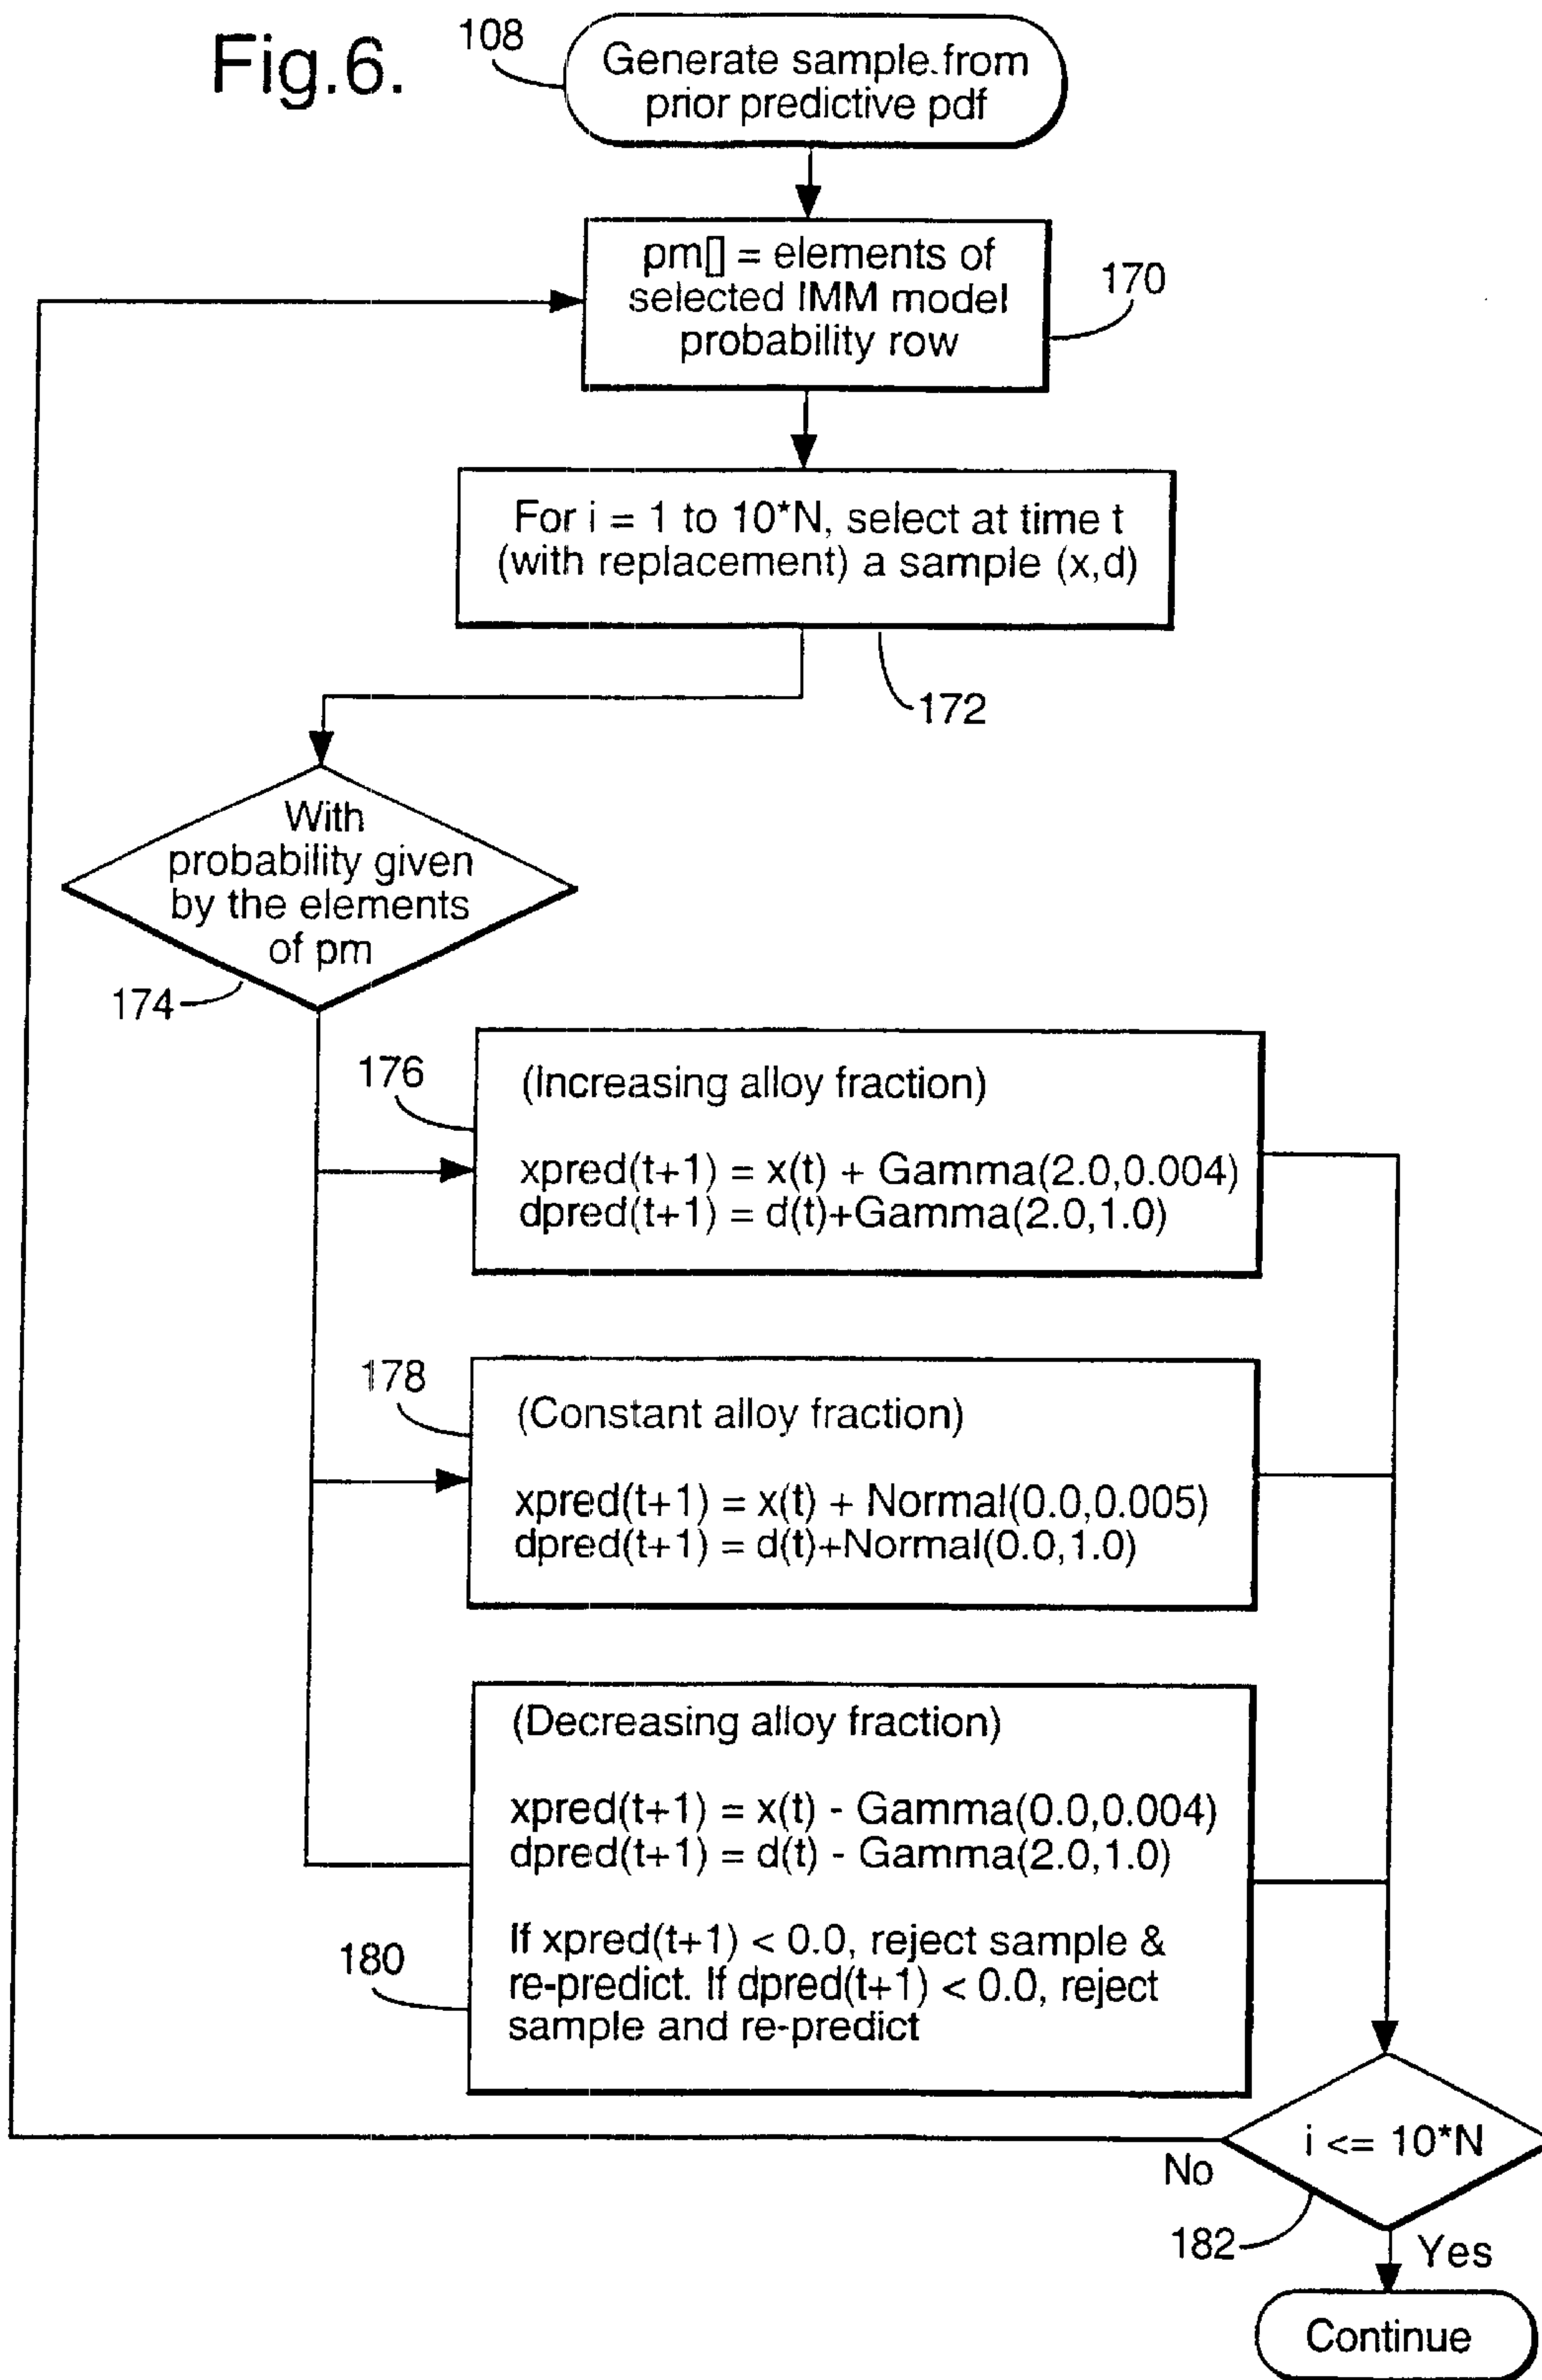 Fig.6.
108
Generate sample from
prior predictive pdf
pm[] = elements of
selected IMM model
probability row
170
For i = 1 to 10*N, select at time t
(with replacement) a sample (x,d)
172
With
probability given
by the elements
of pm
174
176
(Increasing alloy fraction)
xpred(t+1) = x(t) + Gamma(2.0,0.004)
dpred(t+1) = d(t)+Gamma(2.0,1.0)
178
(Constant alloy fraction)
xpred(t+1) = x(t) + Normal(0.0,0.005)
dpred(t+1) = d(t)+Normal(0.0,1.0)
(Decreasing alloy fraction)
xpred(t+1) = x(t) - Gamma(0.0,0.004)
dpred(t+1) = d(t) - Gamma(2.0,1.0)
180
If xpred(t+1) < 0.0, reject sample &
re-predict. If dpred(t+1) < 0.0, reject
sample and re-predict
i <= 10*N
No
182
Yes
Continue